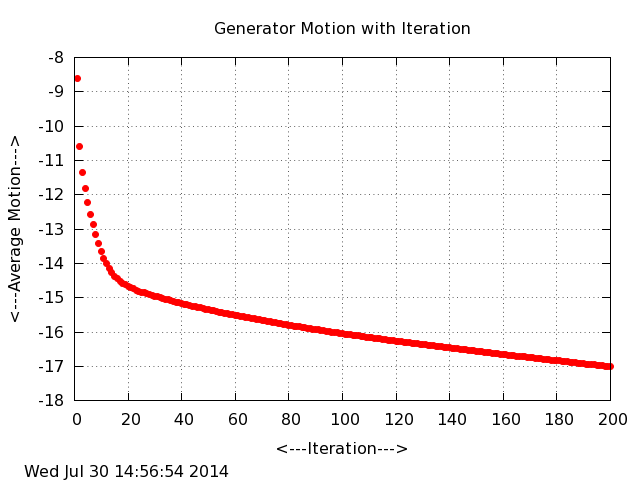 Generator Motion with Iteration
<---Average Motion--->
-8
-9
-10
-11
-12
-13
-14
-15
-16
-17
-18
0 20 40 60 80 100 120 140 160 180 200
<---Iteration--->
Wed Jul 30 14:56:54 2014